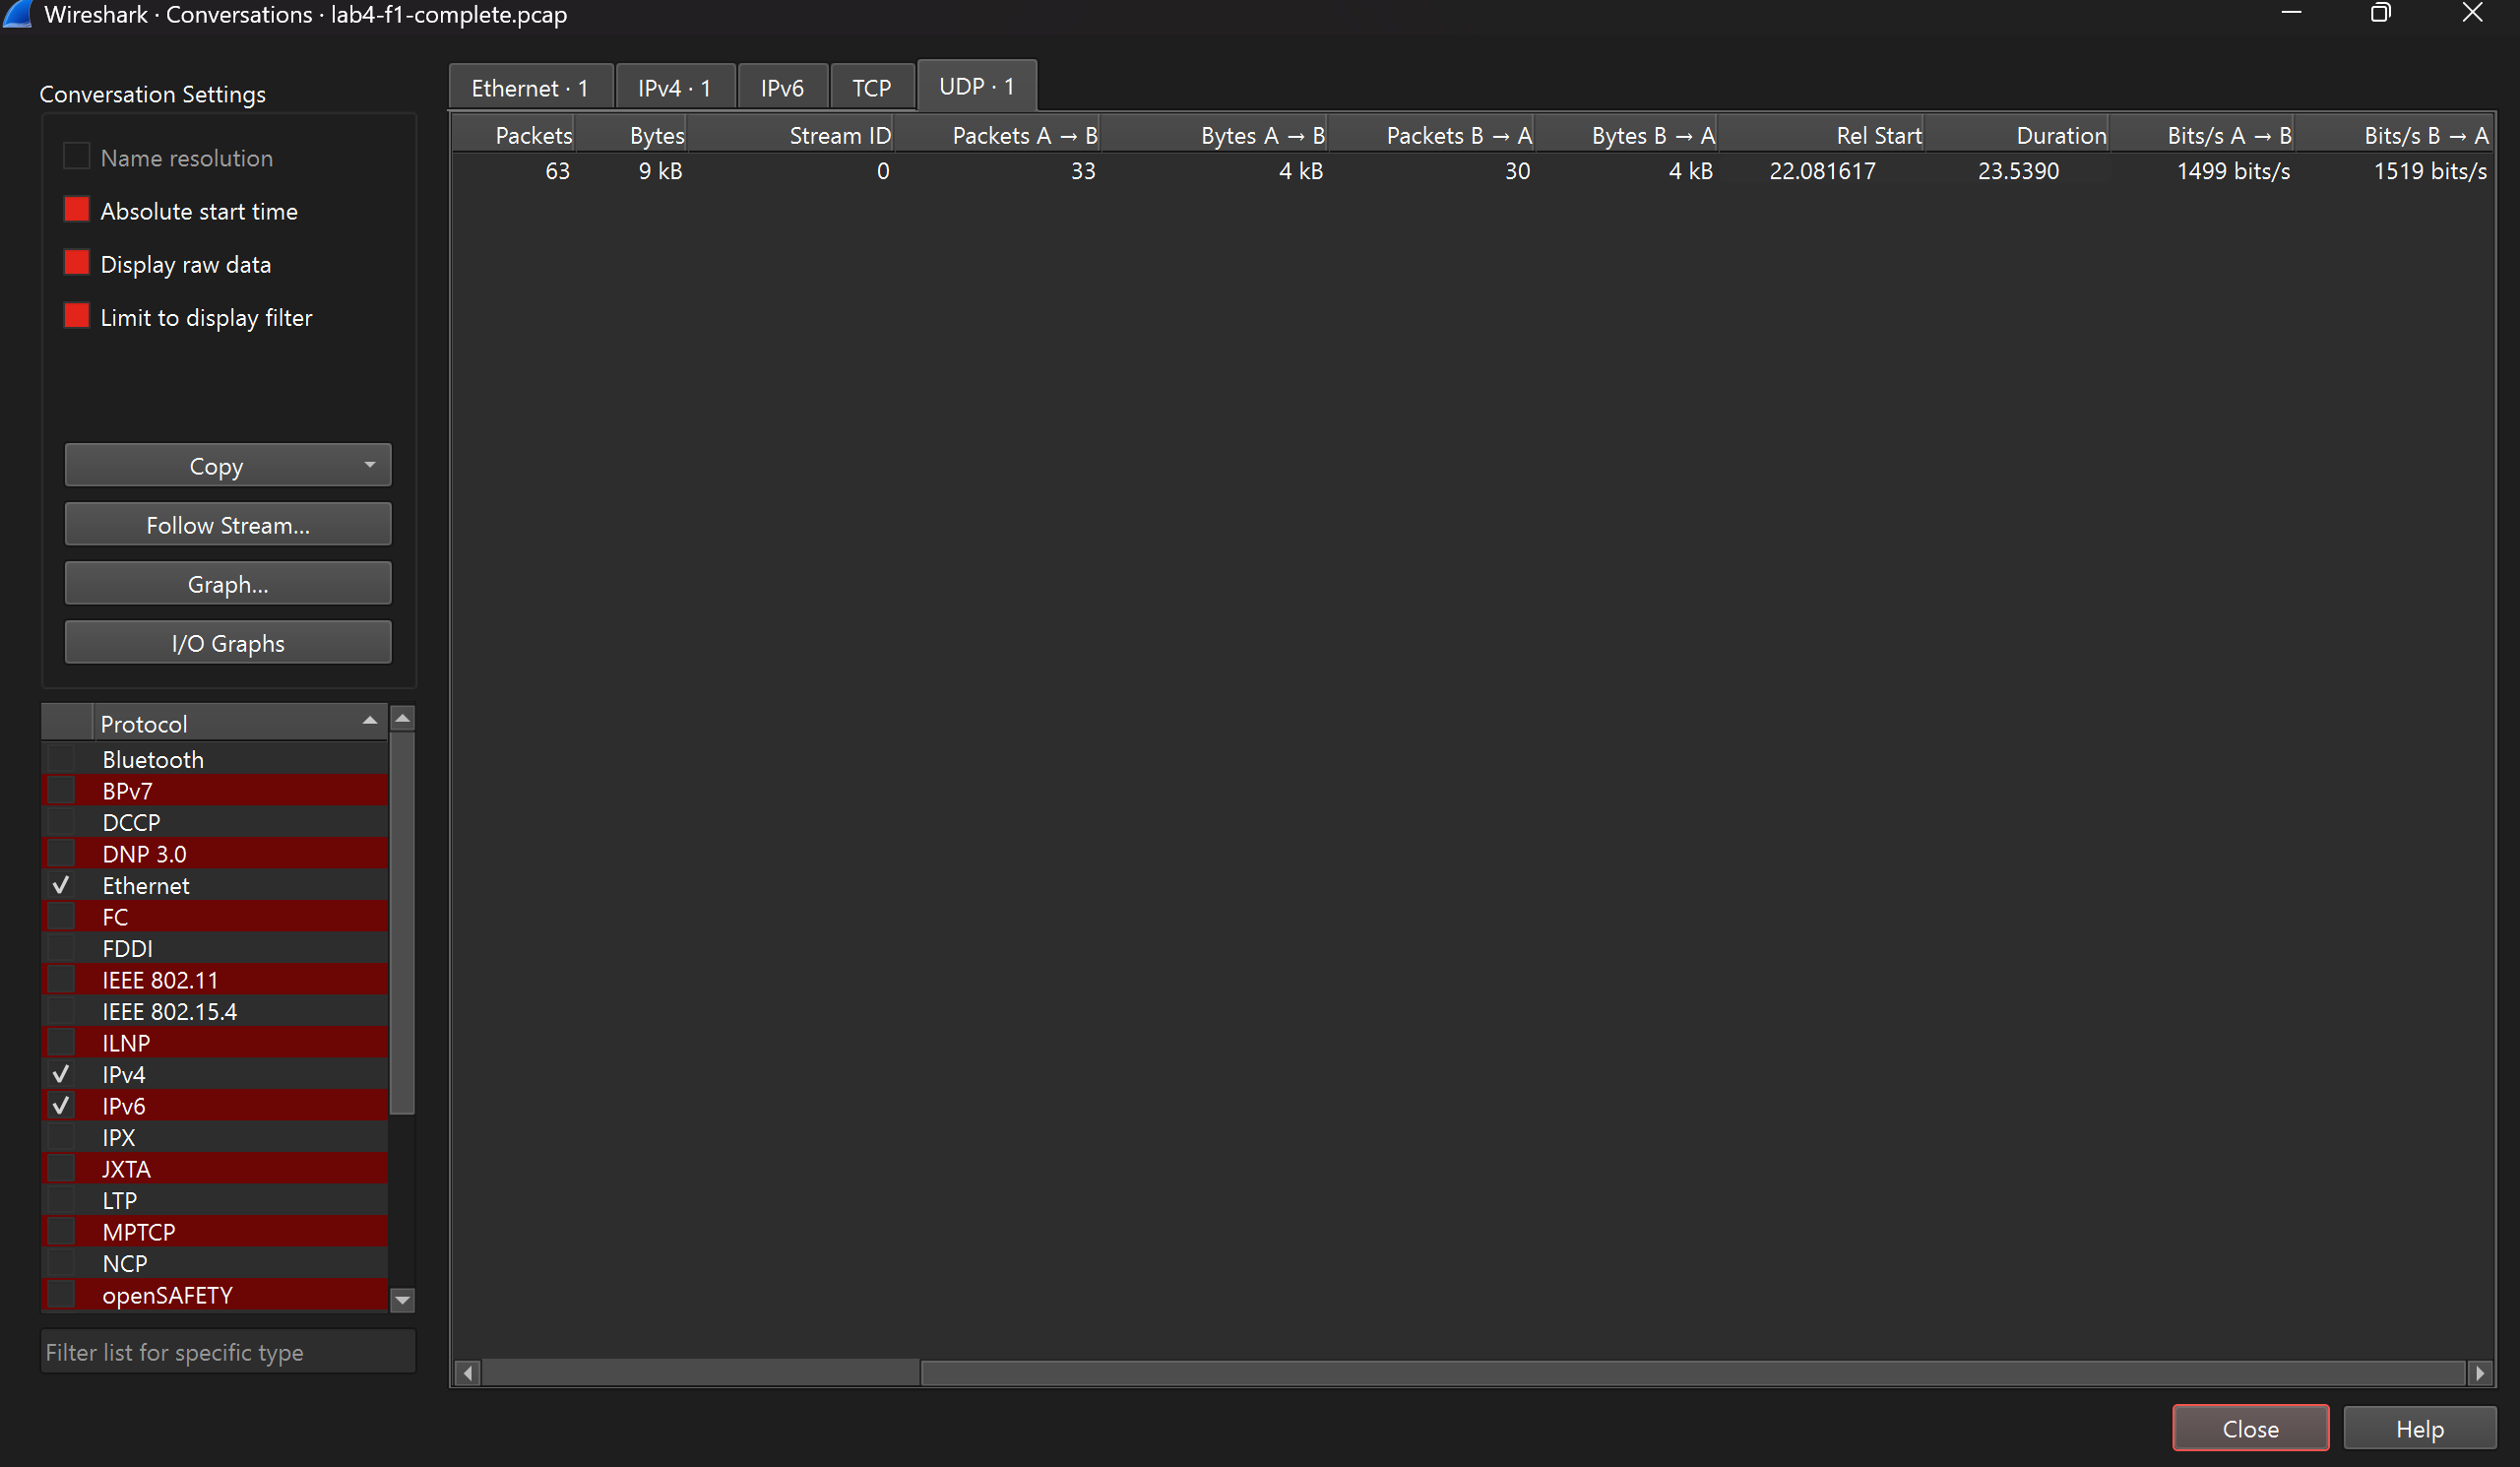 Wireshark · Conversations · lab4-f1-complete.pcap
Conversation Settings
Name resolution
Absolute start time
Display raw data
Limit to display filter
Copy
Follow Stream...
Graph...
I/O Graphs
Protocol
Bluetooth
BPv7
DCCP
DNP 3.0
Ethernet
FC
FDDI
IEEE 802.11
IEEE 802.15.4
ILNP
IPv4
IPv6
IPX
JXTA
LTP
MPTCP
NCP
openSAFETY
Filter list for specific type
Ethernet · 1 IPv4 · 1 IPv6 TCP UDP · 1
Packets Bytes Stream ID Packets A → B Bytes A → B Packets B → A Bytes B → A Rel Start Duration Bits/s A → B Bits/s B → A
63 9 kB 0 33 4 kB 30 4 kB 22.081617 23.5390 1499 bits/s 1519 bits/s
Close Help